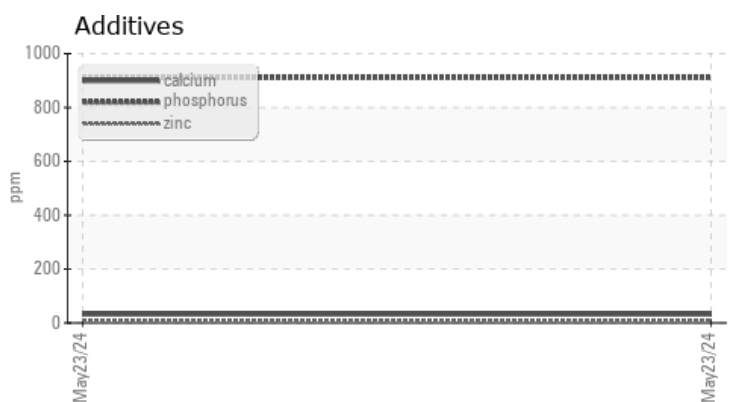 Additives
1000
800
600
400
200
0
ppm
calcium
phosphorus
zinc
May23/24
May23/24